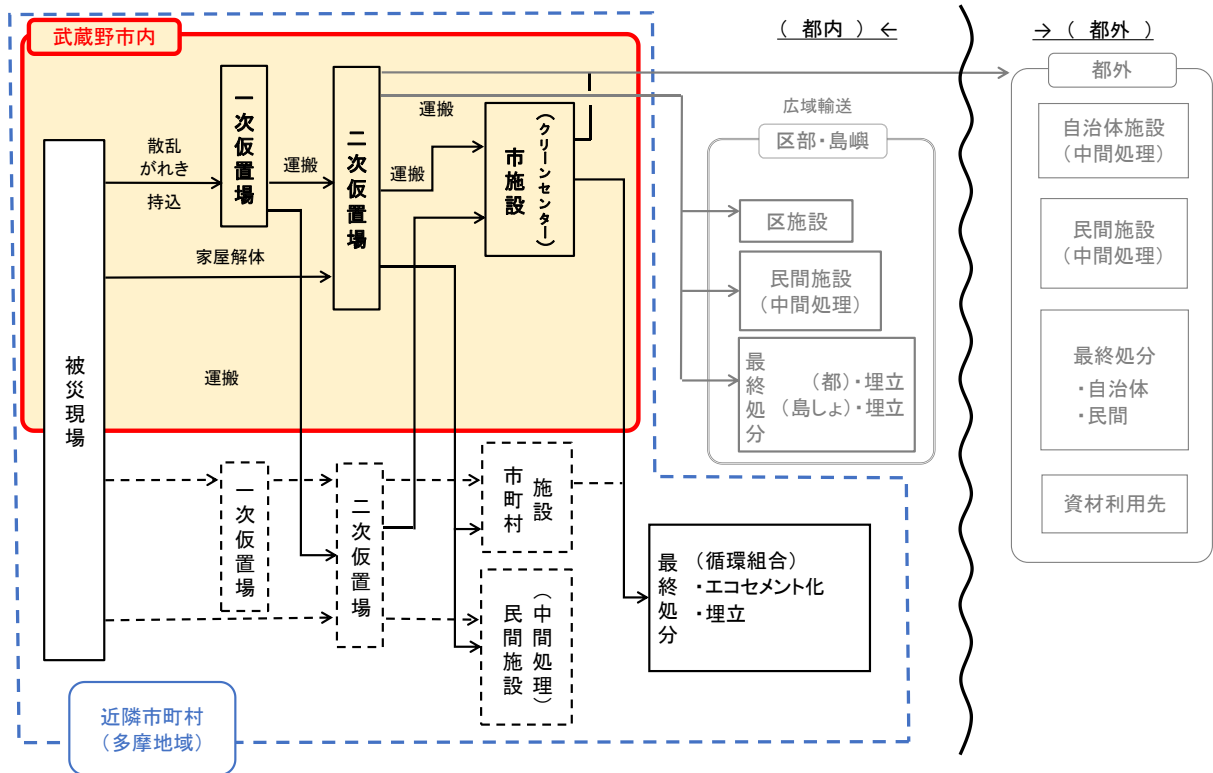 武蔵野市内
( 都内 ) ←
→ ( 都外 )
被災現場
散乱
がれき
持込
一次仮置場
運搬
二次仮置場
運搬
運搬
市施設
(クリーンセンター)
家屋解体
運搬
広域輸送
区部・島嶼
区施設
民間施設
(中間処理)
最終処分
(都)・埋立
(島しょ)・埋立
都外
自治体施設
(中間処理)
民間施設
(中間処理)
最終処分
・自治体
・民間
資材利用先
一次仮置場
二次仮置場
市町村
施設
民間施設
(中間処理)
最終処分
(循環組合)
・エコセメント化
・埋立
近隣市町村
(多摩地域)